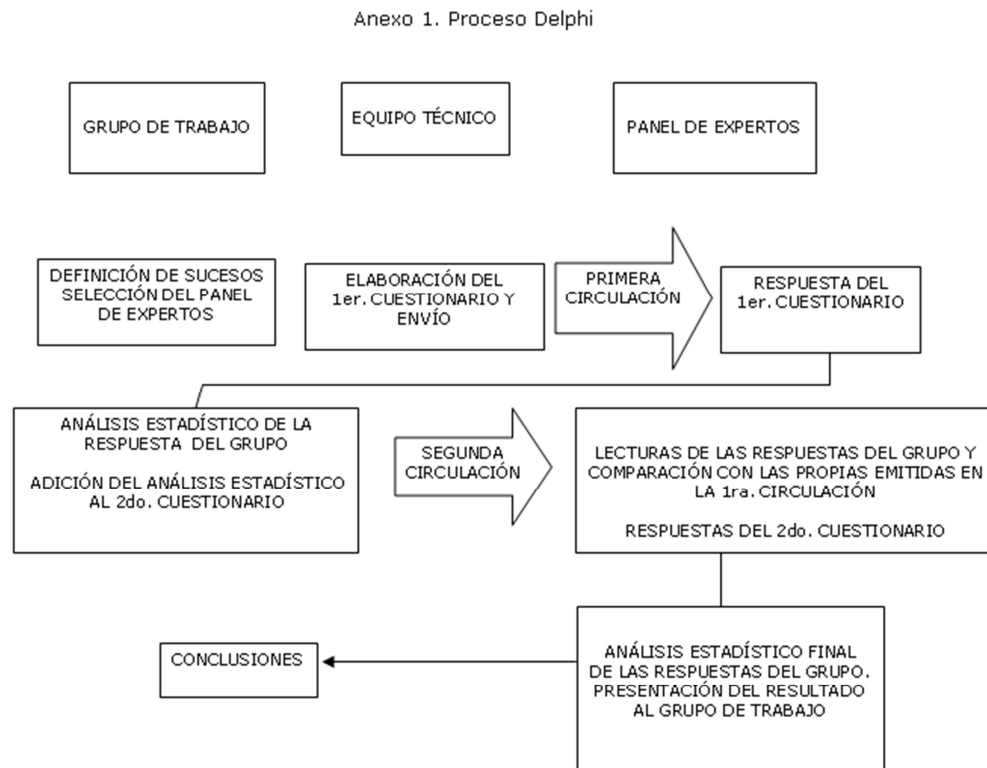 Anexo 1. Proceso Delphi
GRUPO DE TRABAJO
EQUIPO TÉCNICO
PANEL DE EXPERTOS
DEFINICIÓN DE SUCESOS
SELECCIÓN DEL PANEL
DE EXPERTOS
ELABORACIÓN DEL
1er. CUESTIONARIO Y
ENVÍO
PRIMERA
CIRCULACIÓN
RESPUESTA DEL
1er. CUESTIONARIO
ANÁLISIS ESTADÍSTICO DE LA
RESPUESTA DEL GRUPO
ADICIÓN DEL ANÁLISIS ESTADÍSTICO
AL 2do. CUESTIONARIO
SEGUNDA
CIRCULACIÓN
LECTURAS DE LAS RESPUESTAS DEL GRUPO Y
COMPARACIÓN CON LAS PROPIAS EMITIDAS EN
LA 1ra. CIRCULACIÓN
RESPUESTAS DEL 2do. CUESTIONARIO
CONCLUSIONES
ANÁLISIS ESTADÍSTICO FINAL
DE LAS RESPUESTAS DEL GRUPO.
PRESENTACIÓN DEL RESULTADO
AL GRUPO DE TRABAJO